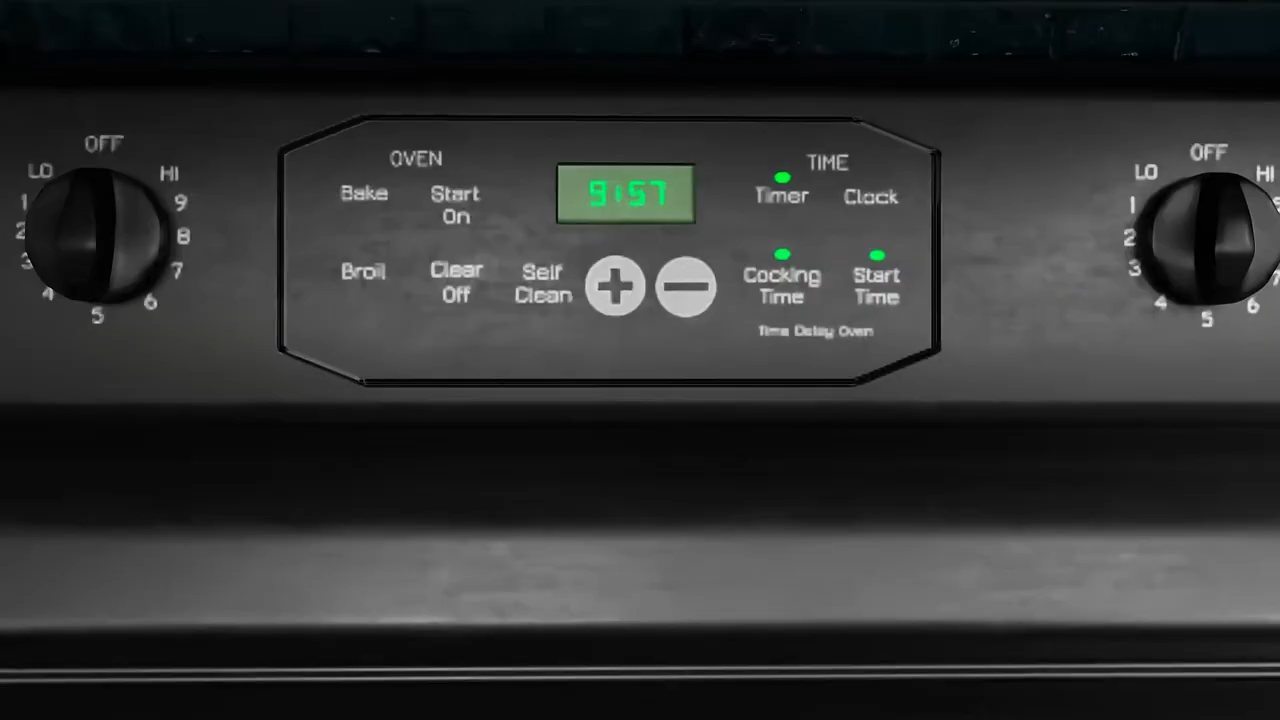 OFF
LO
HI
1
9
2
8
3
7
4
6
5
OVEN
Bake
Start
On
Broil
Clear
Off
Self
Clean
9:57
TIME
Timer
Clock
Cocking
Time
Start
Time
Time Delay Oven
OFF
LO
HI
1
2
3
4
5
6